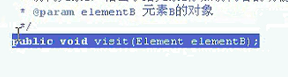 * @param elementB 元素B的对象
*/
public void visit(Element elementB);